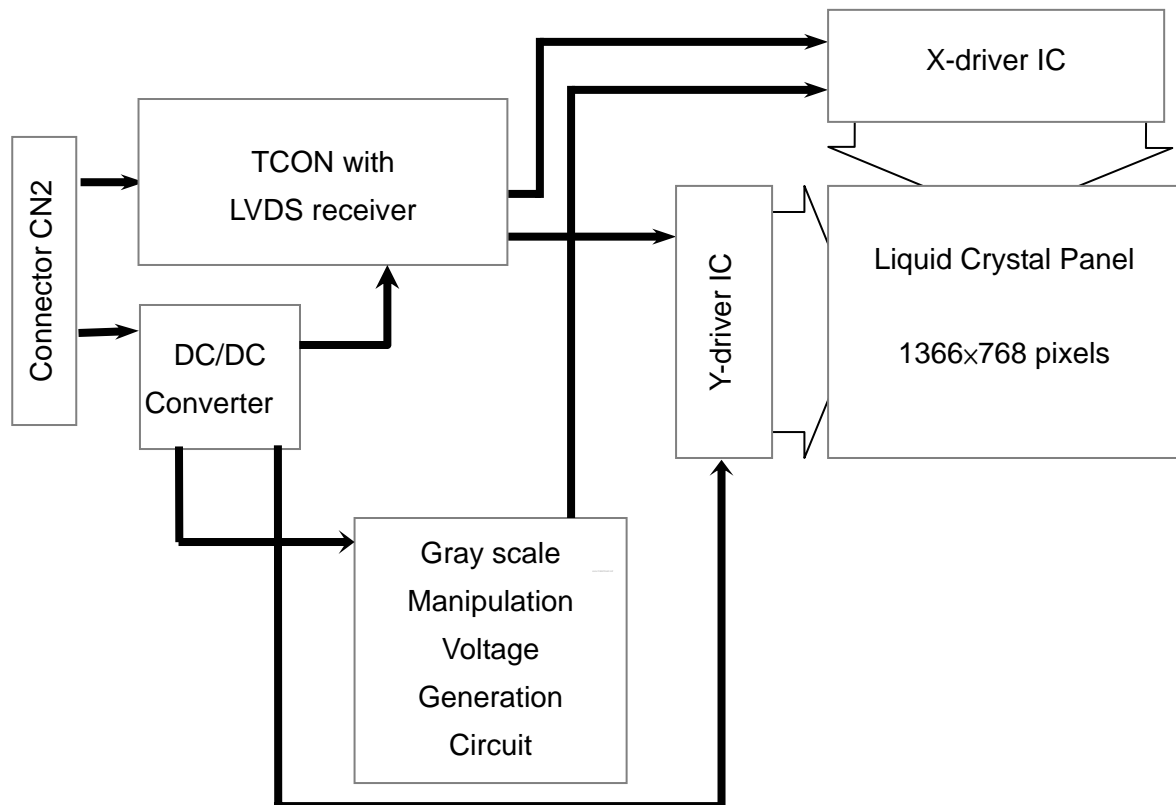 X-driver IC
TCON with
LVDS receiver
Connector CN2
Y-driver IC
Liquid Crystal Panel
1366×768 pixels
DC/DC
Converter
Gray scale
Manipulation
Voltage
Generation
Circuit